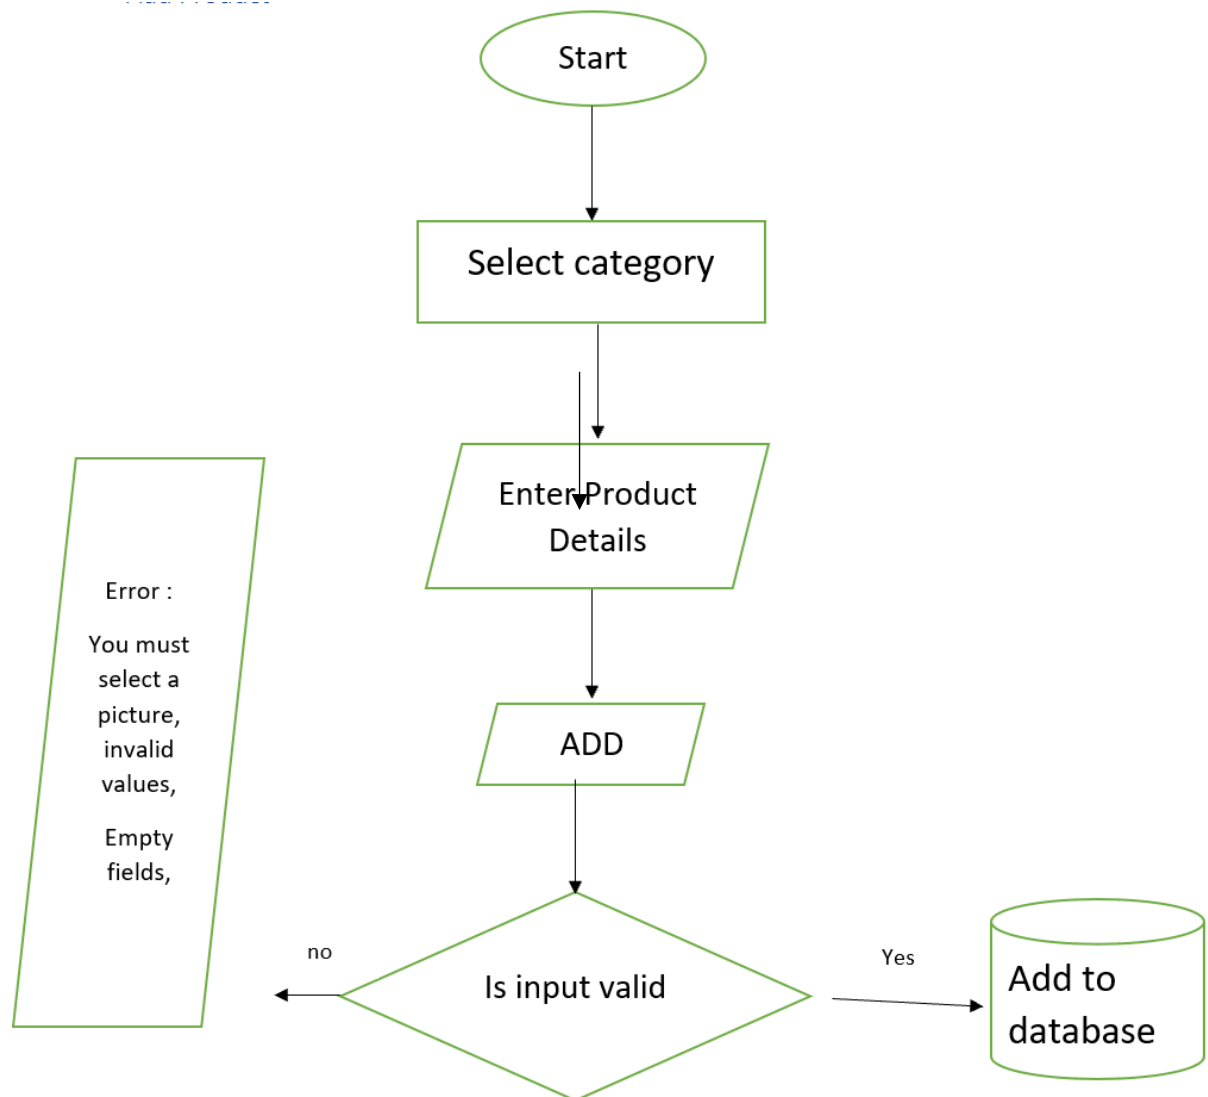 Start
Select category
Enter Product
Details
Error :
You must
select a
picture,
invalid
values,
Empty
fields,
ADD
no
Is input valid
Yes
Add to
database